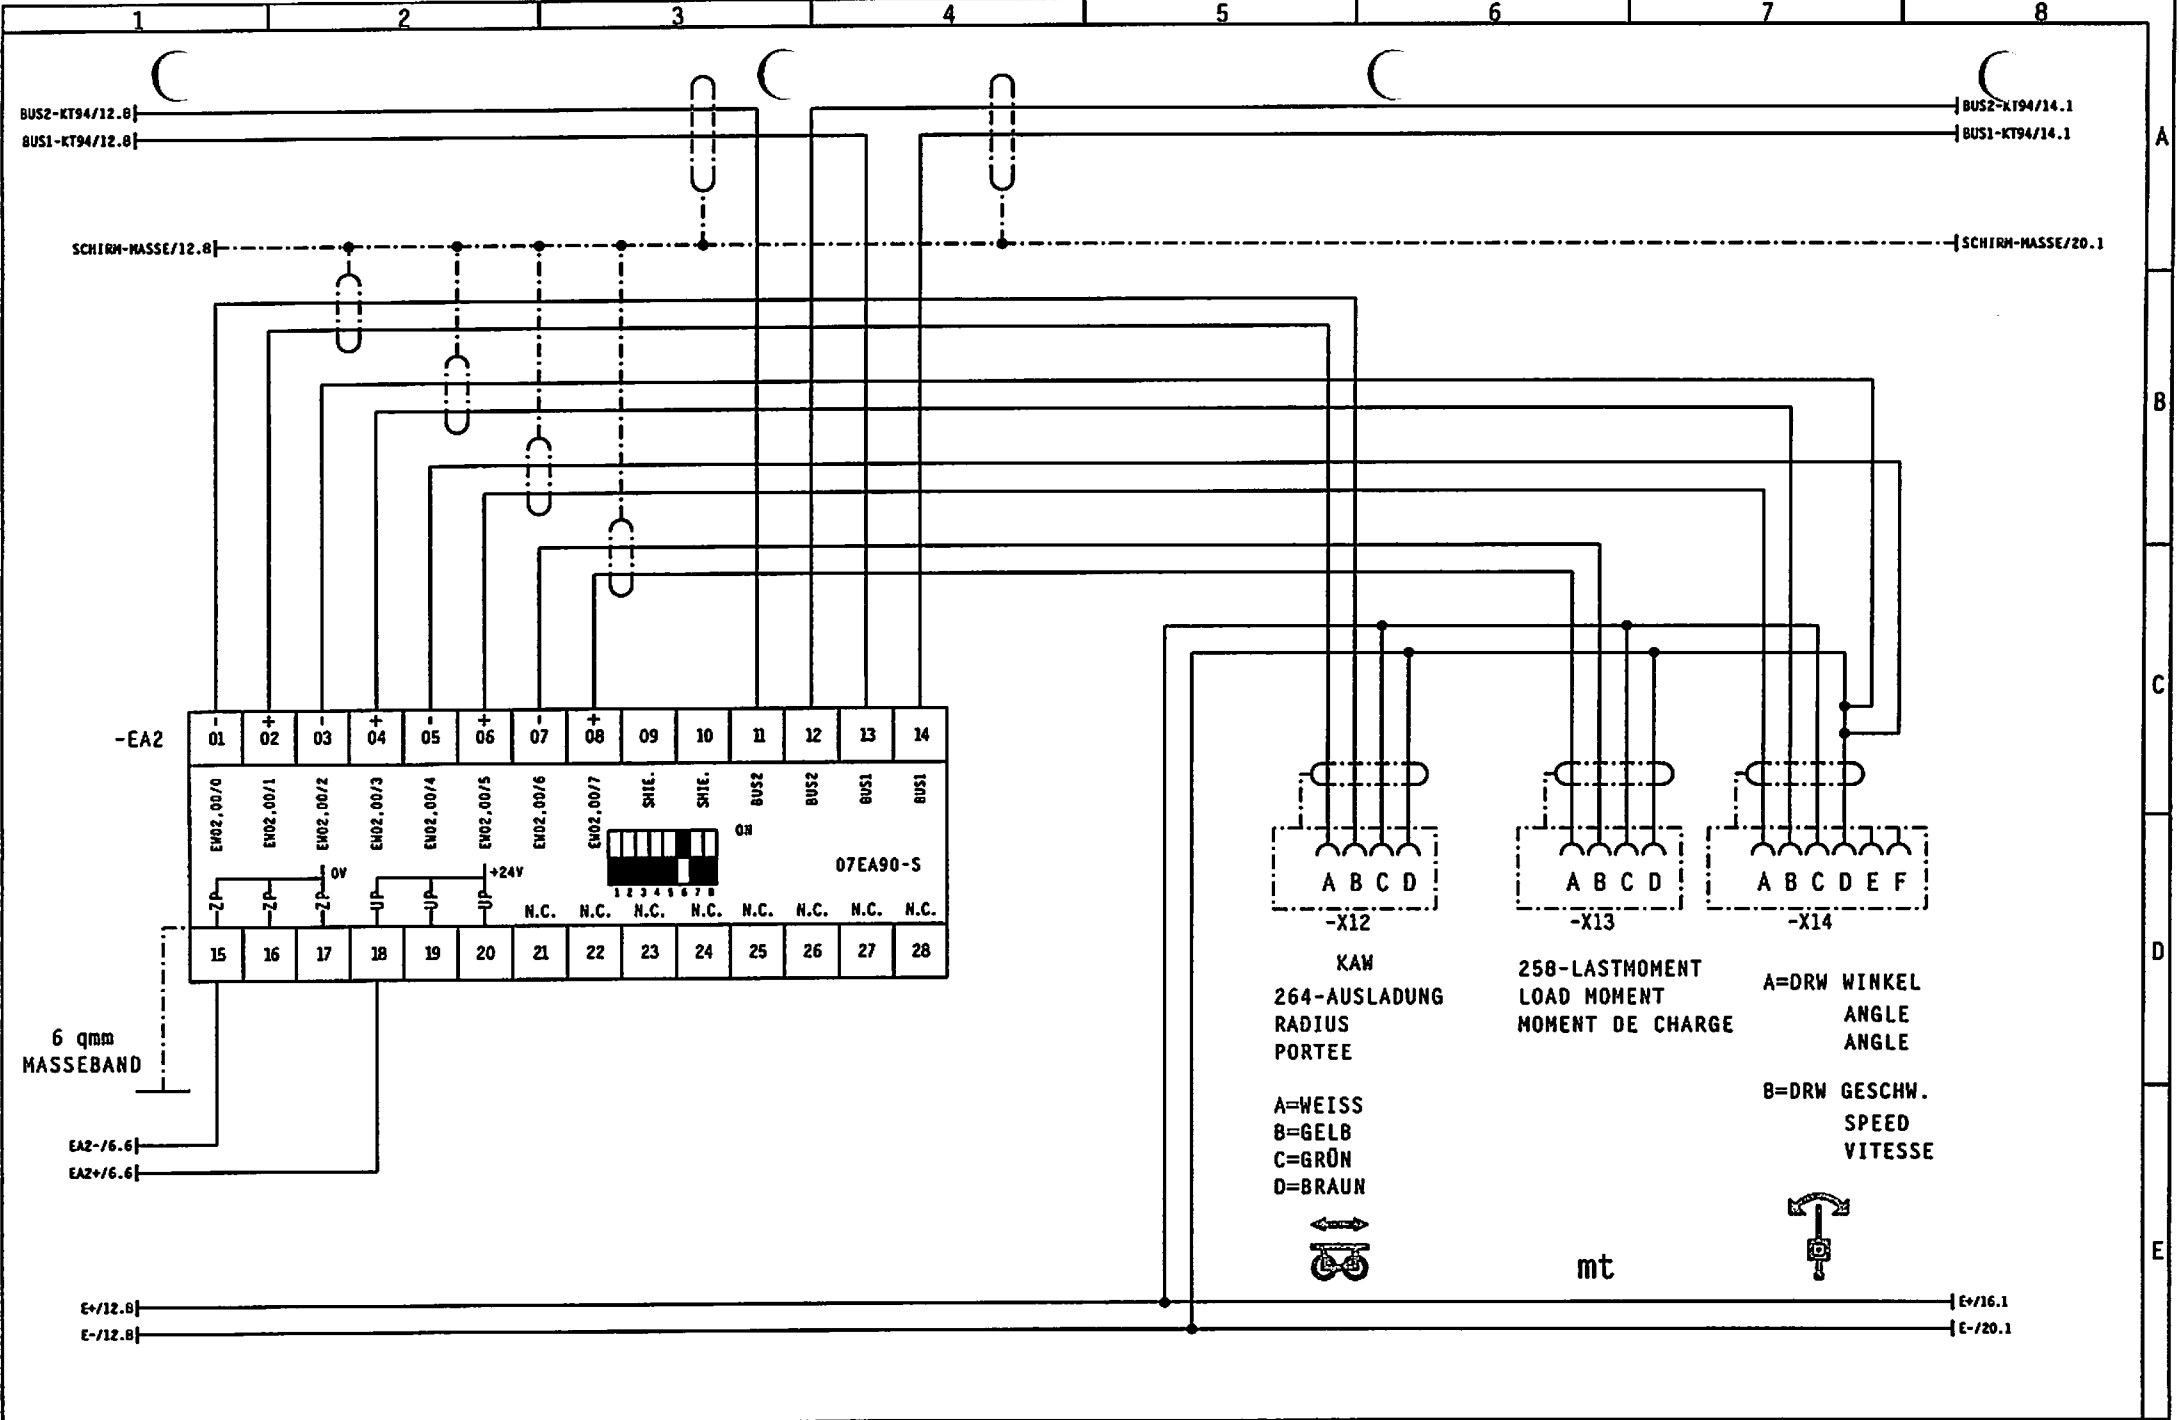 1 2 3 4 5 6 7 8
A
B
C
D
E
BUS2-KT94/12.8
BUS1-KT94/12.8
BUS2-KT94/14.1
BUS1-KT94/14.1
SCHIRM-MASSE/12.8
SCHIRM-MASSE/20.1
-EA2
- + - + - + - +
01 02 03 04 05 06 07 08 09 10 11 12 13 14
EW02,00/0 EW02,00/1 EW02,00/2 EW02,00/3 EW02,00/4 EW02,00/5 EW02,00/6 EW02,00/7 SHIE. SHIE. BUS2 BUS2 BUS1 BUS1
ON
07EA90-S
0V +24V
1 2 3 4 5 6 7 8
ZP ZP ZP UP UP UP N.C. N.C. N.C. N.C. N.C. N.C. N.C. N.C.
15 16 17 18 19 20 21 22 23 24 25 26 27 28
6 qmm
MASSEBAND
EA2-/6.6
EA2+/6.6
A B C D
-X12
KAW
264-AUSLADUNG
RADIUS
PORTEE
A=WEISS
B=GELB
C=GRÜN
D=BRAUN
A B C D
-X13
258-LASTMOMENT
LOAD MOMENT
MOMENT DE CHARGE
mt
A B C D E F
-X14
A=DRW WINKEL
ANGLE
ANGLE
B=DRW GESCHW.
SPEED
VITESSE
E+/12.8
E-/12.8
E+/16.1
E-/20.1